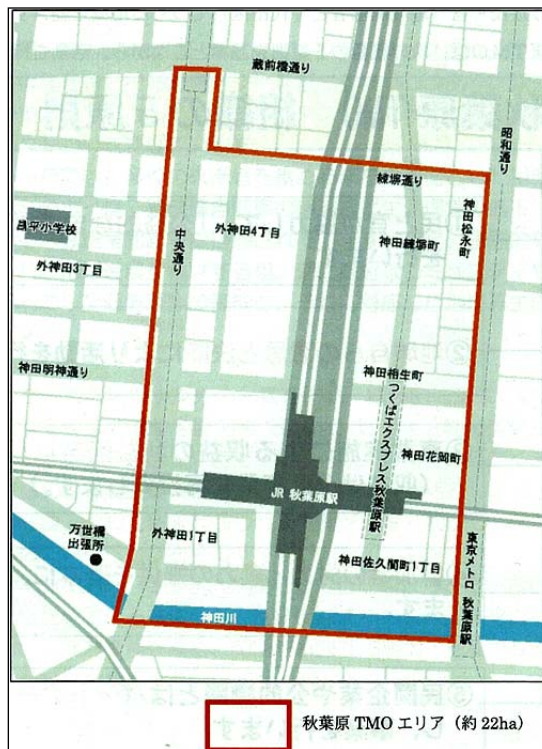 蔵前橋通り
昭和通り
練塀通り
神田松永町
昌平小学校
中央通り
外神田4丁目
神田練塀町
外神田3丁目
神田明神通り
神田相生町
つくばエクスプレス秋葉原駅
神田花岡町
JR 秋葉原駅
万世橋
出張所
外神田1丁目
神田佐久間町1丁目
東京メトロ 秋葉原駅
神田川
秋葉原 TMO エリア（約 22ha）